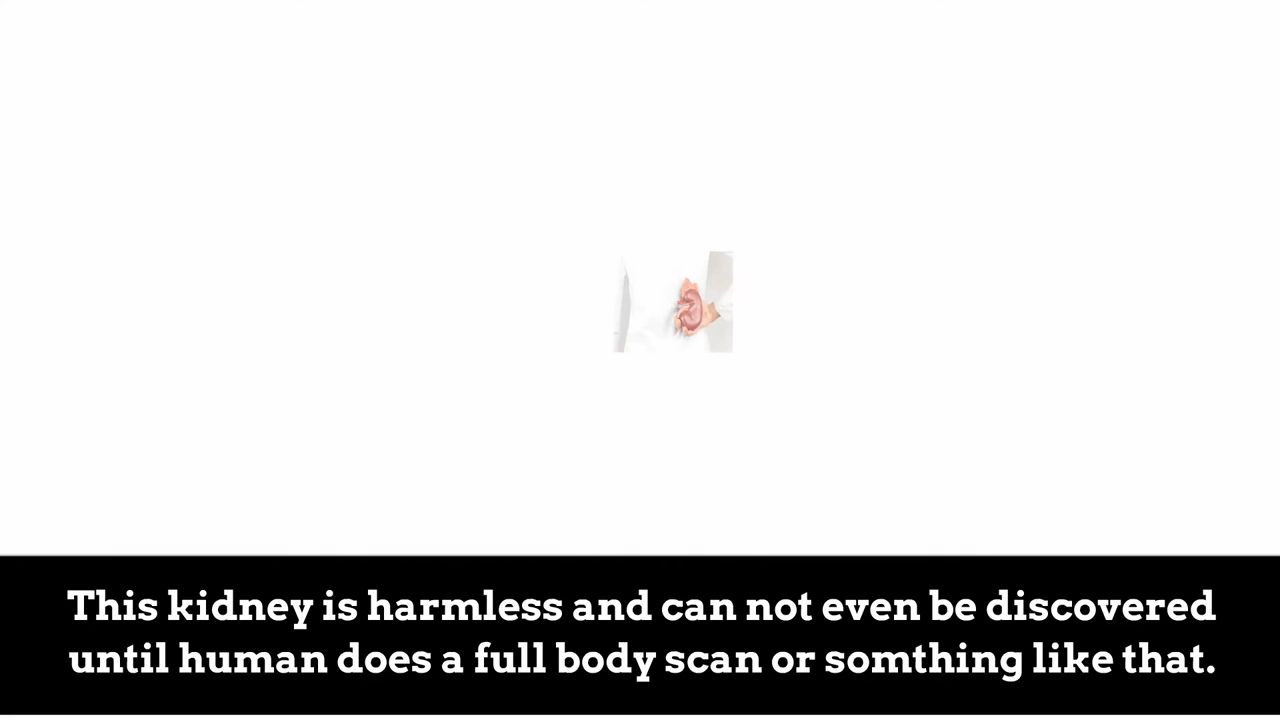 This kidney is harmless and can not even be discovered
until human does a full body scan or somthing like that.